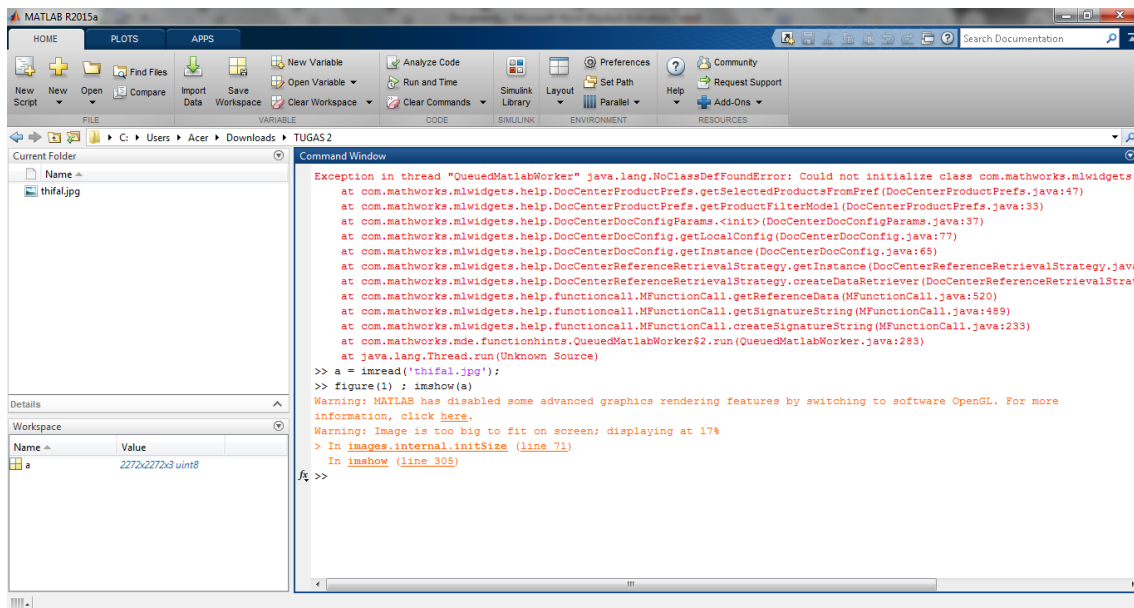 MATLAB R2015a
HOME PLOTS APPS
Search Documentation
New Script
New
Open
Find Files
Compare
Import Data
Save Workspace
New Variable
Open Variable
Clear Workspace
Analyze Code
Run and Time
Clear Commands
Simulink Library
Layout
Preferences
Set Path
Parallel
Help
Community
Request Support
Add-Ons
FILE VARIABLE CODE SIMULINK ENVIRONMENT RESOURCES
C: Users Acer Downloads TUGAS 2
Current Folder
Name
thifal.jpg
Details
Workspace
Name Value
a 2272x2272x3 uint8
Command Window
Exception in thread "QueuedMatlabWorker" java.lang.NoClassDefFoundError: Could not initialize class com.mathworks.mlwidgets
at com.mathworks.mlwidgets.help.DocCenterProductPrefs.getSelectedProductsFromPref(DocCenterProductPrefs.java:47)
at com.mathworks.mlwidgets.help.DocCenterProductPrefs.getProductFilterModel(DocCenterProductPrefs.java:33)
at com.mathworks.mlwidgets.help.DocCenterDocConfigParams.<init>(DocCenterDocConfigParams.java:37)
at com.mathworks.mlwidgets.help.DocCenterDocConfig.getLocalConfig(DocCenterDocConfig.java:77)
at com.mathworks.mlwidgets.help.DocCenterDocConfig.getInstance(DocCenterDocConfig.java:65)
at com.mathworks.mlwidgets.help.DocCenterReferenceRetrievalStrategy.getInstance(DocCenterReferenceRetrievalStrategy.java
at com.mathworks.mlwidgets.help.DocCenterReferenceRetrievalStrategy.createDataRetriever(DocCenterReferenceRetrievalStrat
at com.mathworks.mlwidgets.help.functioncall.MFunctionCall.getReferenceData(MFunctionCall.java:520)
at com.mathworks.mlwidgets.help.functioncall.MFunctionCall.getSignatureString(MFunctionCall.java:489)
at com.mathworks.mlwidgets.help.functioncall.MFunctionCall.createSignatureString(MFunctionCall.java:233)
at com.mathworks.mde.functionhints.QueuedMatlabWorker$2.run(QueuedMatlabWorker.java:283)
at java.lang.Thread.run(Unknown Source)
>> a = imread('thifal.jpg');
>> figure(1) ; imshow(a)
Warning: MATLAB has disabled some advanced graphics rendering features by switching to software OpenGL. For more
information, click here.
Warning: Image is too big to fit on screen; displaying at 17%
> In images.internal.initSize (line 71)
In imshow (line 305)
fx >>